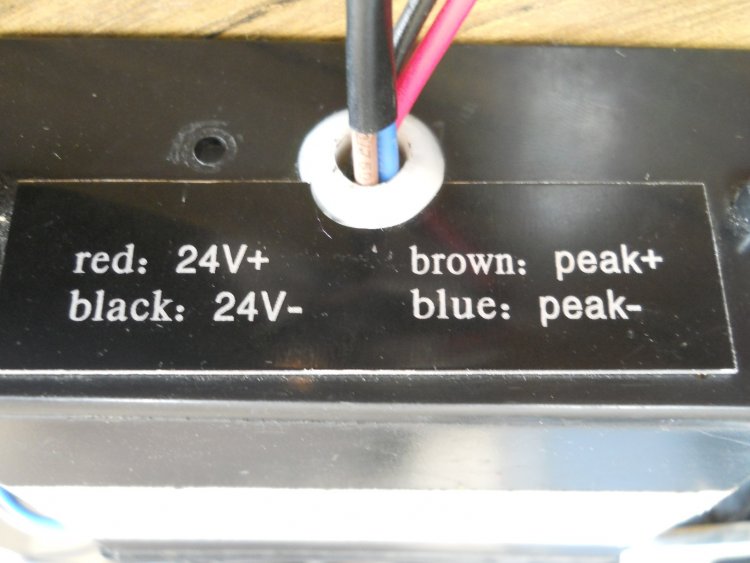 red: 24V+ brown: peak+
black: 24V- blue: peak-